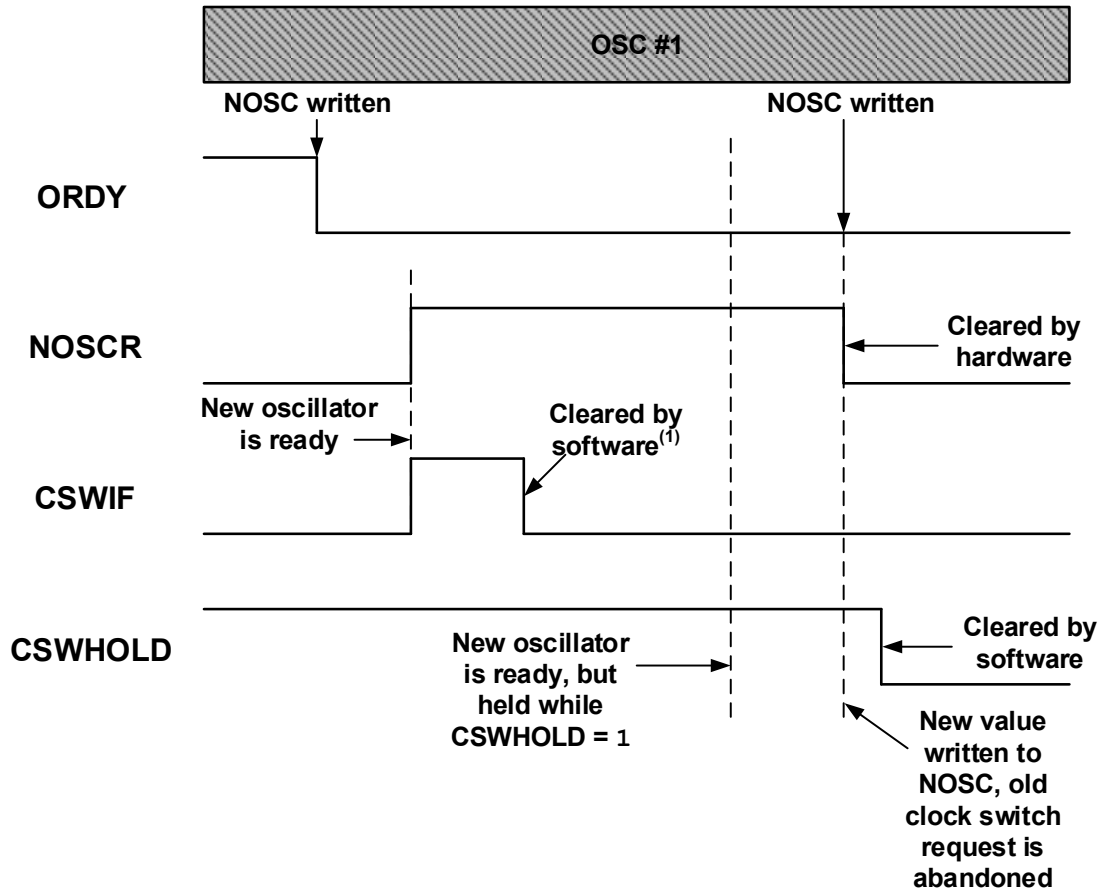 OSC #1
NOSC written
NOSC written
ORDY
NOSCR
Cleared by
hardware
New oscillator
is ready
Cleared by
software(1)
CSWIF
CSWHOLD
New oscillator
is ready, but
held while
CSWHOLD = 1
Cleared by
software
New value
written to
NOSC, old
clock switch
request is
abandoned